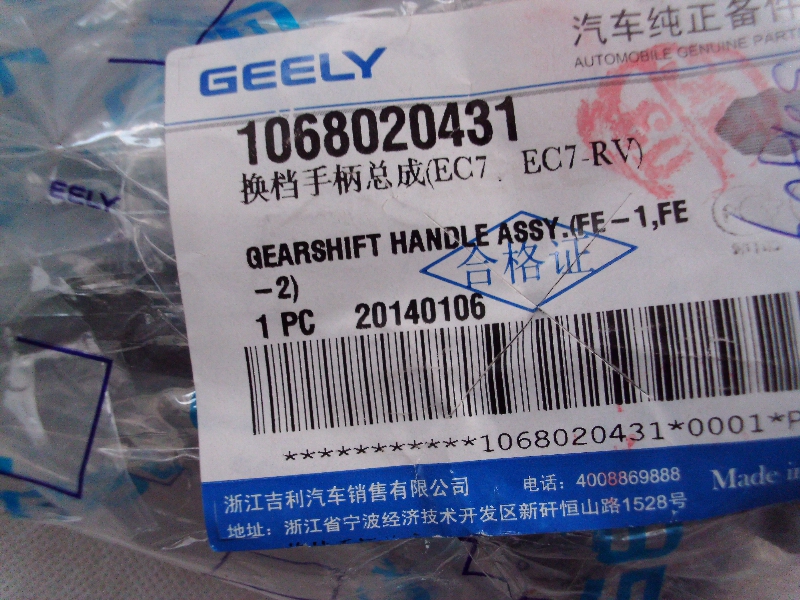 GEELY
汽车纯正备件
AUTOMOBILE GENUINE PART
1068020431
换档手柄总成(EC7、EC7-RV)
GEELY
GEARSHIFT HANDLE ASSY.(FE-1,FE
-2)
合格证
1 PC 20140106
***********1068020431*0001*P
浙江吉利汽车销售有限公司 电话：4008869888
Made in
地址：浙江省宁波经济技术开发区新矸恒山路1528号